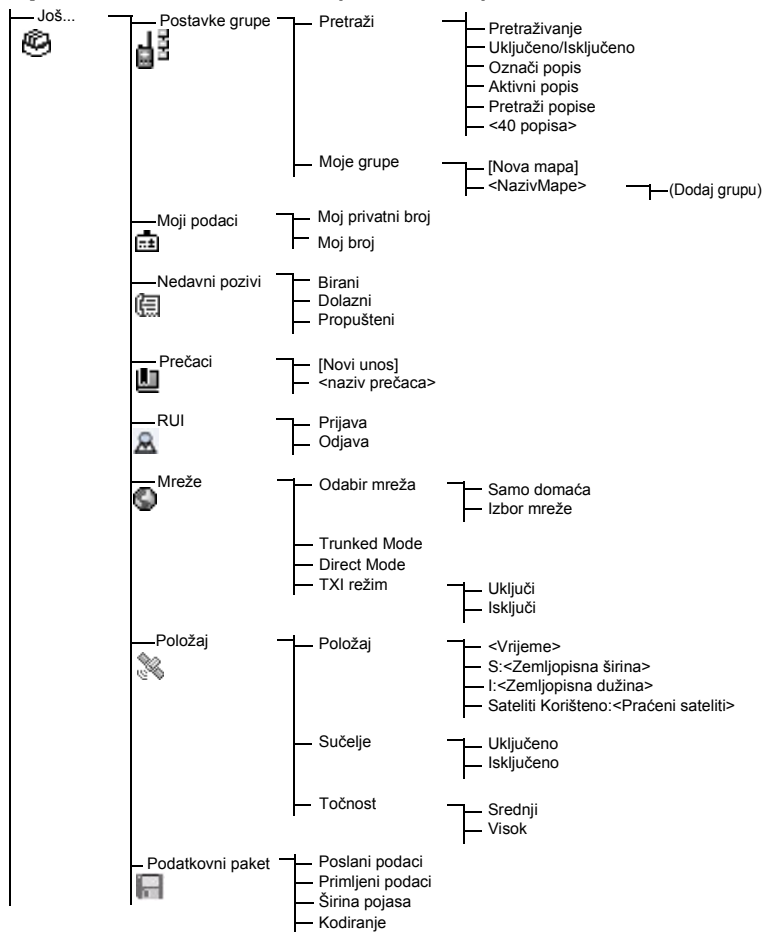 Još...
Postavke grupe
Pretraži
Pretraživanje
Uključeno/Isključeno
Označi popis
Aktivni popis
Pretraži popise
<40 popisa>
Moje grupe
[Nova mapa]
<NazivMape>
(Dodaj grupu)
Moji podaci
Moj privatni broj
Moj broj
Nedavni pozivi
Birani
Dolazni
Propušteni
Prečaci
[Novi unos]
<naziv prečaca>
RUI
Prijava
Odjava
Mreže
Odabir mreža
Samo domaća
Izbor mreže
Trunked Mode
Direct Mode
TXI režim
Uključi
Isključi
Položaj
Položaj
<Vrijeme>
S:<Zemljopisna širina>
I:<Zemljopisna dužina>
Sateliti Korišteno:<Praćeni sateliti>
Sučelje
Uključeno
Isključeno
Točnost
Srednji
Visok
Podatkovni paket
Poslani podaci
Primljeni podaci
Širina pojasa
Kodiranje